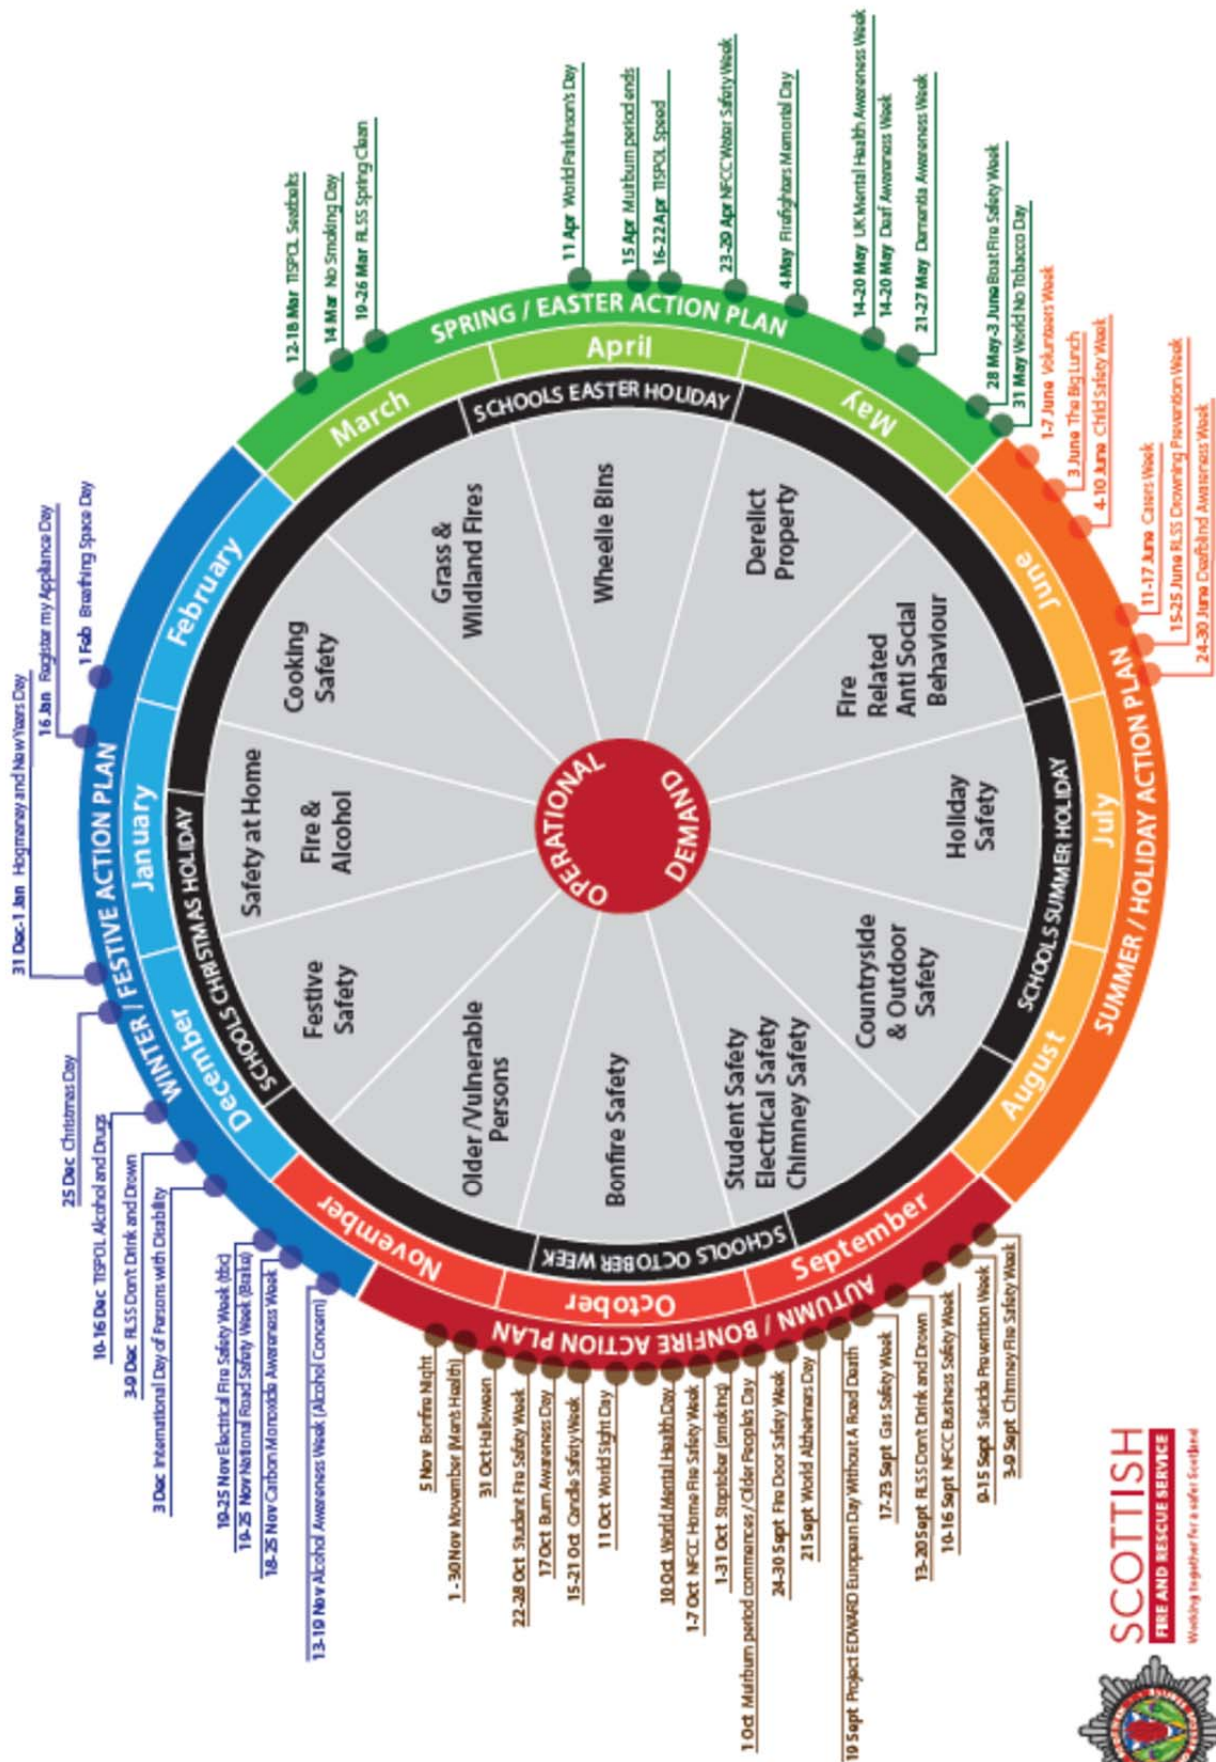 31 Dec-1 Jan Hogmanay and New Years Day
16 Jan Register my Appliance Day
1 Feb Breathing Space Day
25 Dec Christmas Day
10-16 Dec TISPOL Alcohol and Drugs
3-9 Dec RLSS Don't Drink and Drown
3 Dec International Day of Persons with Disability
19-25 Nov Electrical Fire Safety Week (tbc)
19-25 Nov National Road Safety Week (Brake)
18-25 Nov Carbon Monoxide Awareness Week
13-19 Nov Alcohol Awareness Week (Alcohol Concern)
12-18 Mar TISPOL Seatbelts
14 Mar No Smoking Day
19-26 Mar RLSS Spring Clean
11 Apr World Parkinson's Day
15 Apr Muirburn period ends
16-22 Apr TISPOL Speed
23-29 Apr NFCC Water Safety Week
4 May Firefighters Memorial Day
14-20 May UK Mental Health Awareness Week
14-20 May Deaf Awareness Week
21-27 May Dementia Awareness Week
28 May-3 June Boat Fire Safety Week
31 May World No Tobacco Day
1-7 June Volunteers Week
3 June The Big Lunch
4-10 June Child Safety Week
11-17 June Carers Week
15-25 June RLSS Drowning Prevention Week
24-30 June Deafblind Awareness Week
5 Nov Bonfire Night
1 - 30 Nov Movember (Men's Health)
31 Oct Halloween
22-28 Oct Student Fire Safety Week
17 Oct Burn Awareness Day
15-21 Oct Candle Safety Week
11 Oct World Sight Day
10 Oct World Mental Health Day
1-7 Oct NFCC Home Fire Safety Week
1-31 Oct Stoptober (smoking)
1 Oct Muirburn period commences / Older People's Day
24-30 Sept Fire Door Safety Week
21 Sept World Alzheimers Day
19 Sept Project EDWARD European Day Without A Road Death
17-23 Sept Gas Safety Week
13-20 Sept RLSS Don't Drink and Drown
10-16 Sept NFCC Business Safety Week
9-15 Sept Suicide Prevention Week
3-9 Sept Chimney Fire Safety Week
WINTER / FESTIVE ACTION PLAN
SPRING / EASTER ACTION PLAN
SUMMER / HOLIDAY ACTION PLAN
AUTUMN / BONFIRE ACTION PLAN
January
February
March
April
May
June
July
August
September
October
November
December
SCHOOLS CHRISTMAS HOLIDAY
SCHOOLS EASTER HOLIDAY
SCHOOLS SUMMER HOLIDAY
SCHOOLS OCTOBER WEEK
Safety at Home
Fire &
Alcohol
Cooking
Safety
Grass &
Wildland Fires
Wheelie Bins
Derelict
Property
Fire
Related
Anti Social
Behaviour
Holiday
Safety
Countryside
& Outdoor
Safety
Student Safety
Electrical Safety
Chimney Safety
Bonfire Safety
Older / Vulnerable
Persons
Festive
Safety
OPERATIONAL
DEMAND
SCOTTISH
FIRE AND RESCUE SERVICE
Working together for a safer Scotland